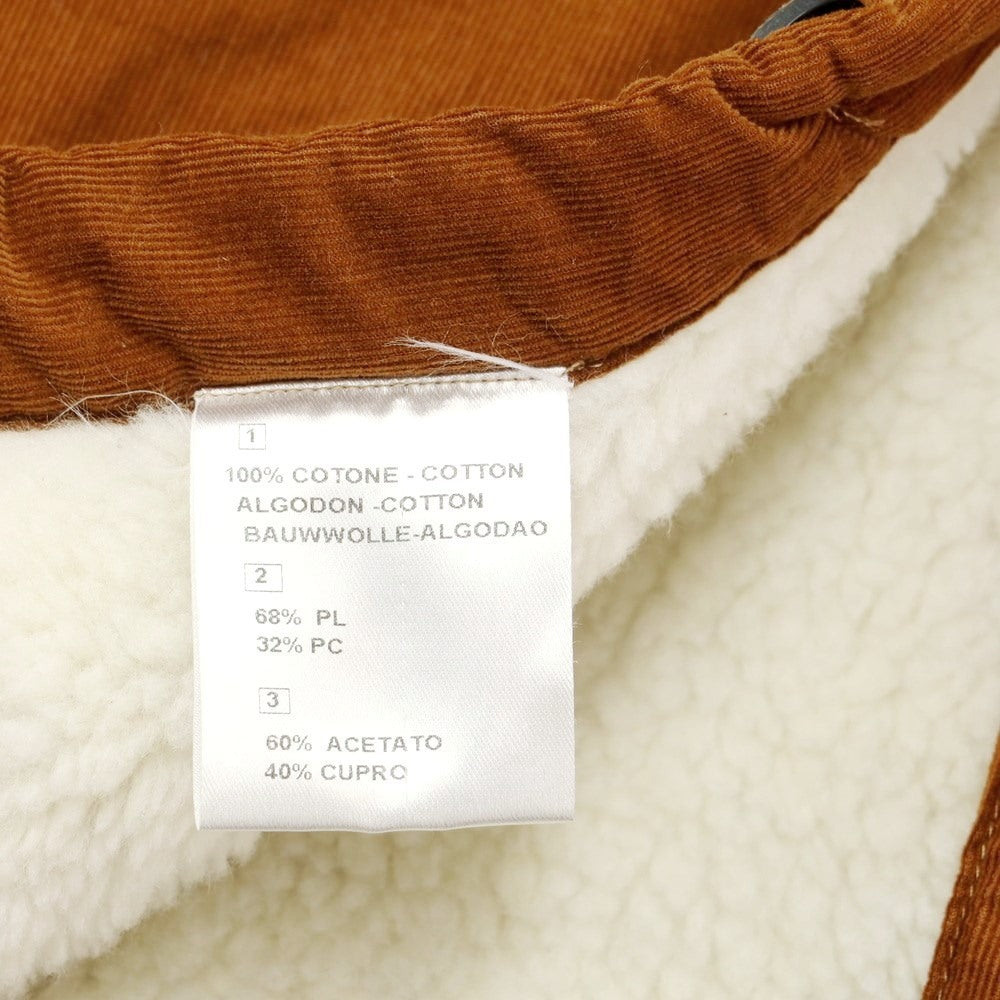 1
100% COTONE - COTTON
ALGODON -COTTON
BAUWWOLLE-ALGODAO
2
68% PL
32% PC
3
60% ACETATO
40% CUPRO